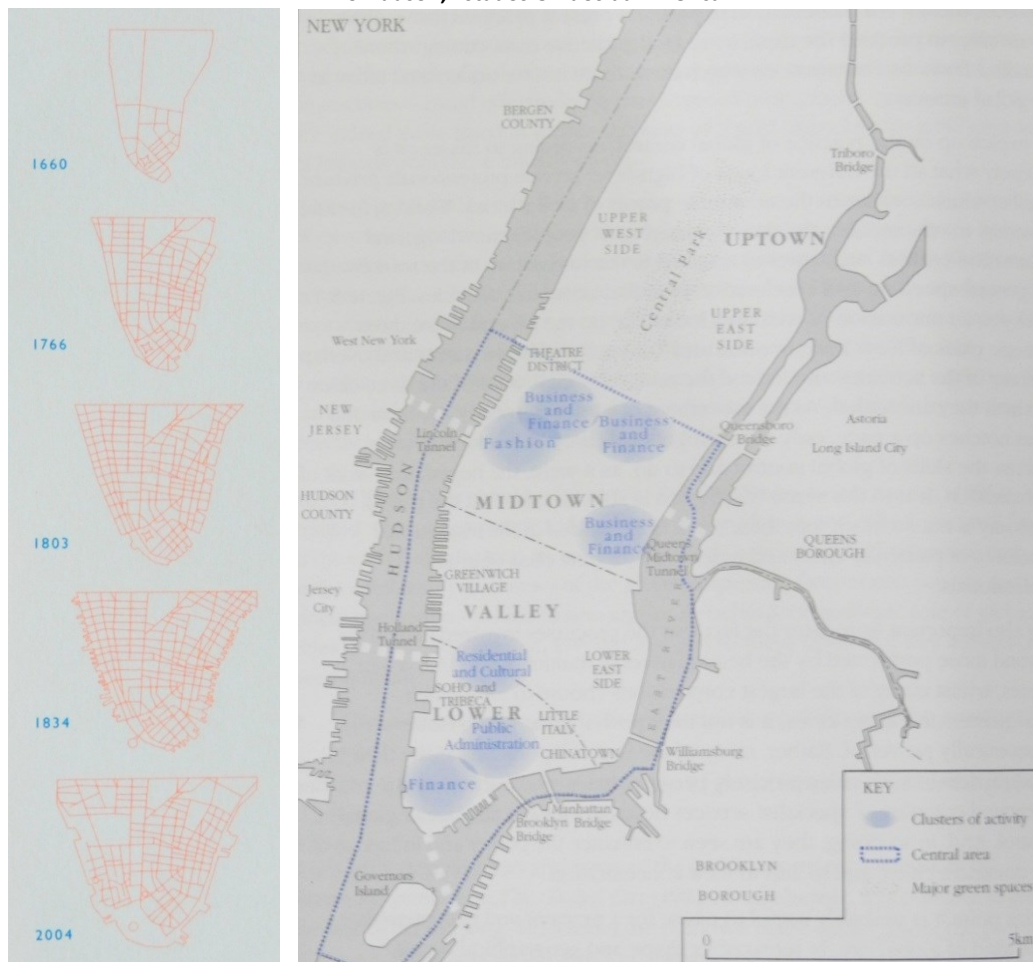 1660
1766
1803
1834
2004
NEW YORK
BERGEN
COUNTY
Triboro
Bridge
UPPER
WEST
SIDE
UPTOWN
Central Park
UPPER
EAST
SIDE
West New York
THEATRE
DISTRICT
Business
and
Finance
Business
and
Finance
Fashion
NEW
JERSEY
Lincoln
Tunnel
Queensboro
Bridge
Astoria
Long Island City
HUDSON
COUNTY
HUDSON
MIDTOWN
Business
and
Finance
Queens
Midtown
Tunnel
QUEENS
BOROUGH
Jersey
City
GREENWICH
VILLAGE
VALLEY
Holland
Tunnel
Residential
and Cultural
LOWER
EAST
SIDE
EAST RIVER
SOHO and
TRIBECA
LOWER
LITTLE
ITALY
Public
Administration
CHINATOWN
Williamsburg
Bridge
Finance
Manhattan
Bridge
Brooklyn
Bridge
Governors
Island
BROOKLYN
BOROUGH
KEY
Clusters of activity
Central area
Major green spaces
0
5km